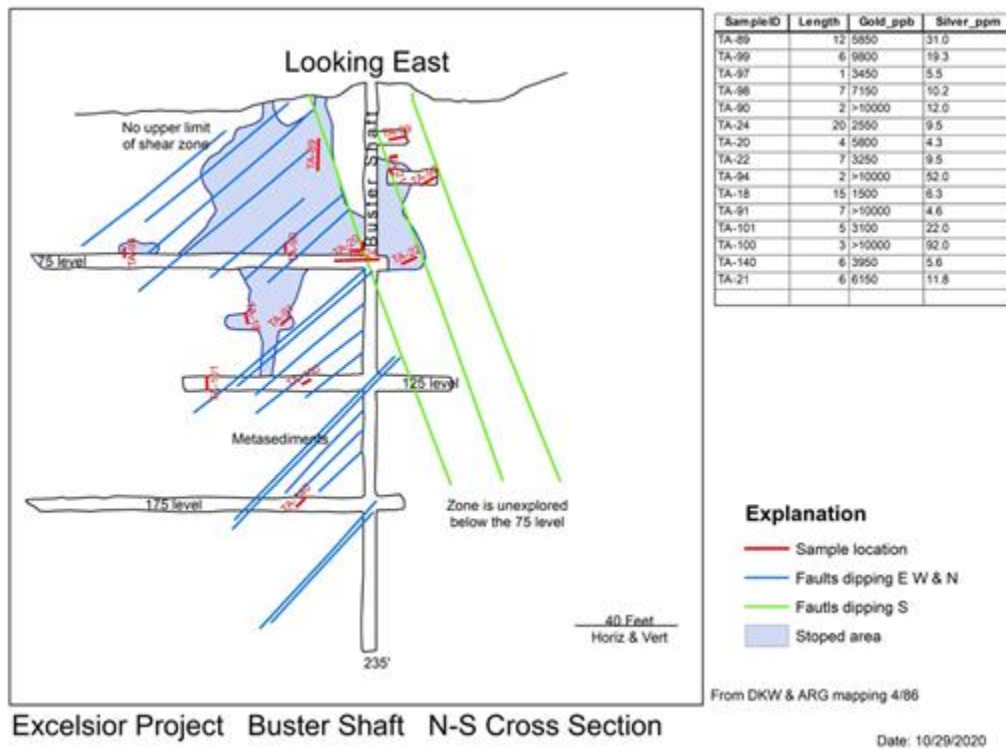 Looking East
No upper limit
of shear zone
Buster Shaft
75 level
125 level
Metasediments
175 level
Zone is unexplored
below the 75 level
235'
40 Feet
Horiz & Vert
SampleID Length Gold_ppb Silver_ppm
TA-89 12 5850 31.0
TA-99 6 9800 19.3
TA-97 1 3450 5.5
TA-98 7 7150 10.2
TA-90 2 >10000 12.0
TA-24 20 2550 9.5
TA-20 4 5800 4.3
TA-22 7 3250 9.5
TA-94 2 >10000 52.0
TA-18 15 1500 6.3
TA-91 7 >10000 4.6
TA-101 5 3100 22.0
TA-100 3 >10000 92.0
TA-140 6 3950 5.6
TA-21 6 6150 11.8
Explanation
Sample location
Faults dipping E W & N
Fautls dipping S
Stoped area
From DKW & ARG mapping 4/86
Excelsior Project Buster Shaft N-S Cross Section
Date: 10/29/2020